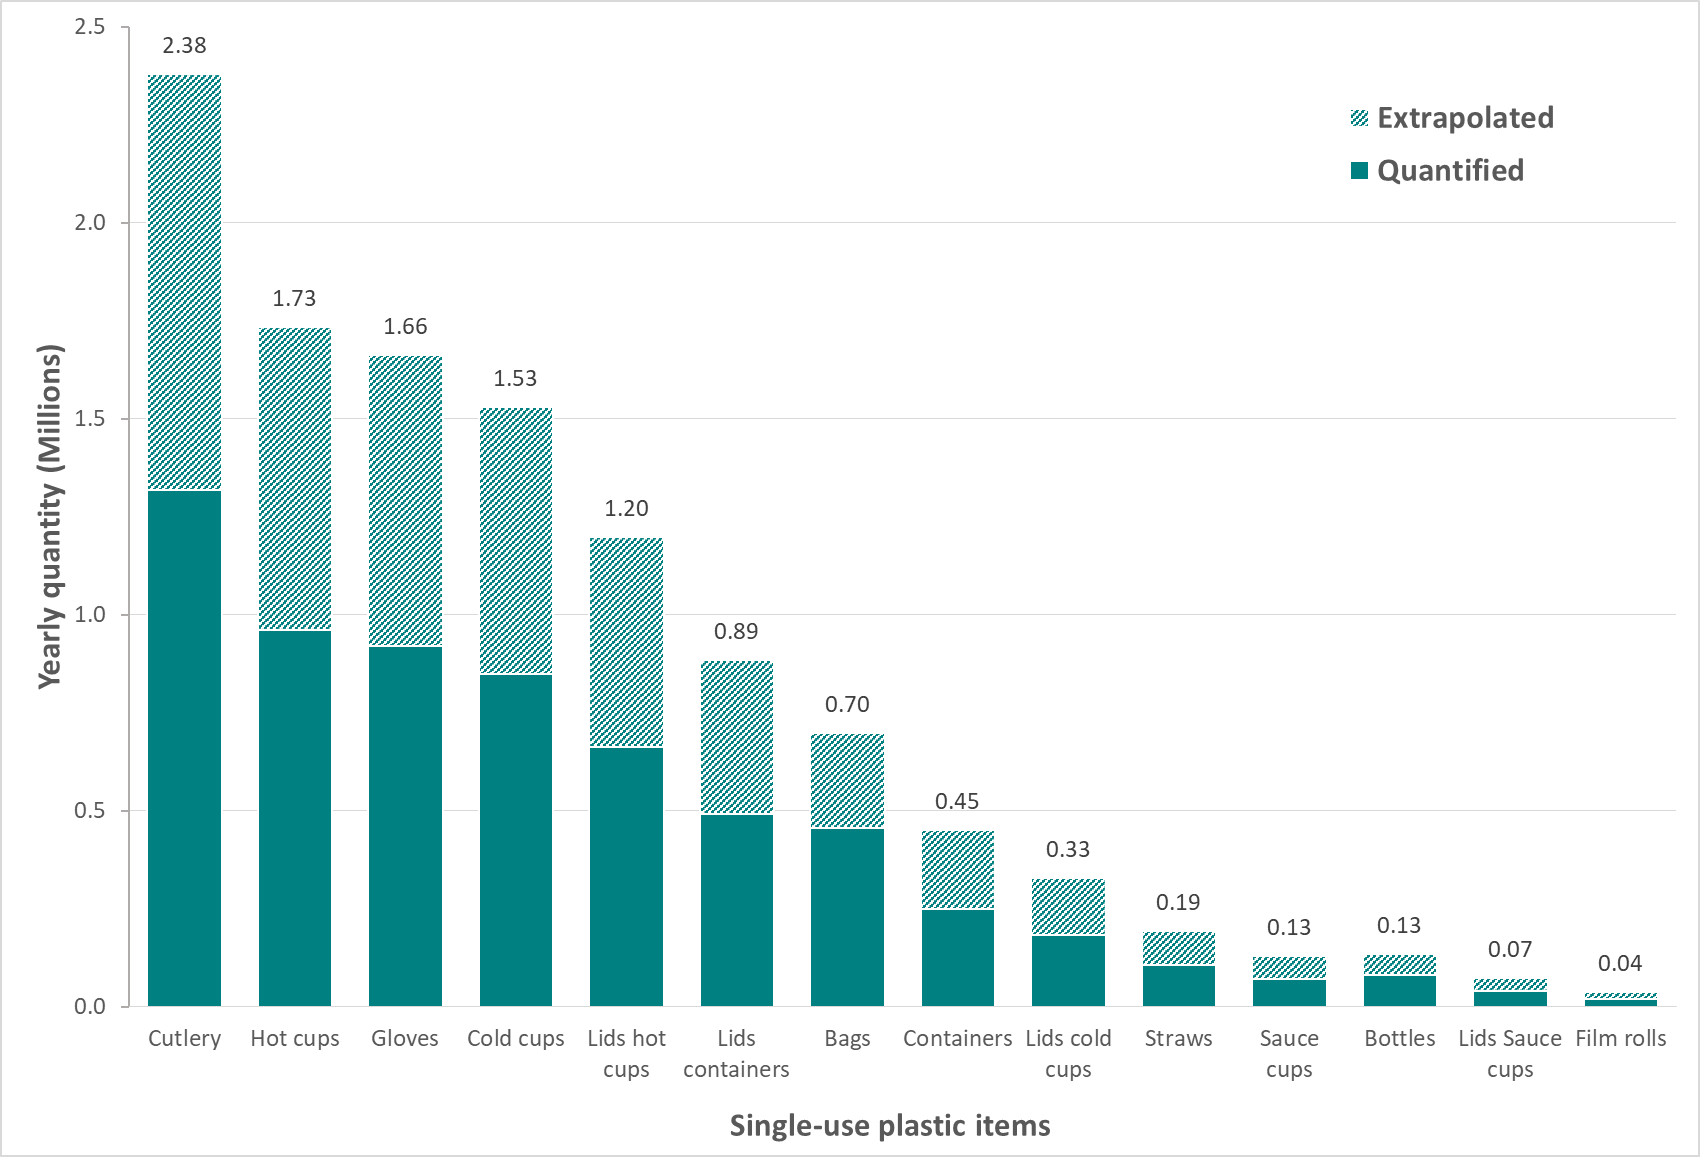 2.5
2.0
1.5
1.0
0.5
0.0
Yearly quantity (Millions)
Extrapolated
Quantified
2.38
1.73
1.66
1.53
1.20
0.89
0.70
0.45
0.33
0.19
0.13
0.13
0.07
0.04
Cutlery
Hot cups
Gloves
Cold cups
Lids hot
cups
Lids
containers
Bags
Containers
Lids cold
cups
Straws
Sauce
cups
Bottles
Lids Sauce
cups
Film rolls
Single-use plastic items